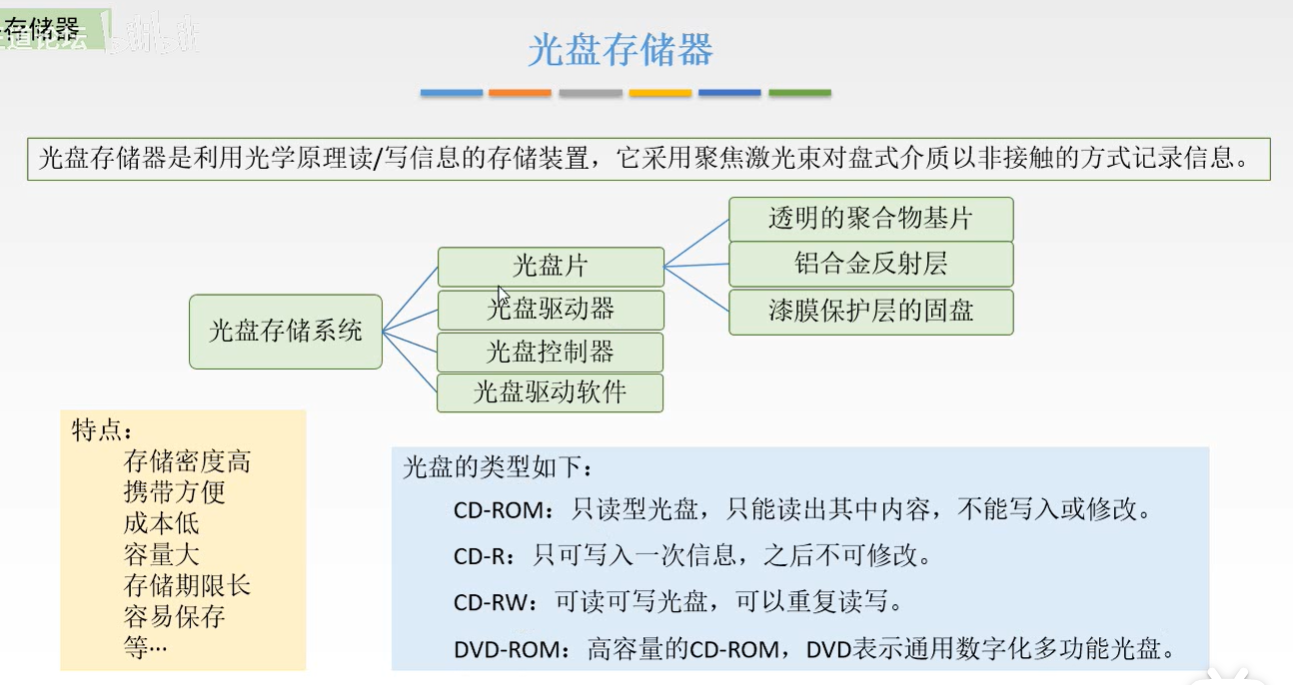 存储器
光盘存储器
光盘存储器是利用光学原理读/写信息的存储装置，它采用聚焦激光束对盘式介质以非接触的方式记录信息。
透明的聚合物基片
光盘片
铝合金反射层
光盘驱动器
漆膜保护层的固盘
光盘存储系统
光盘控制器
光盘驱动软件
特点：
存储密度高
携带方便
成本低
容量大
存储期限长
容易保存
等…
光盘的类型如下：
CD-ROM：只读型光盘，只能读出其中内容，不能写入或修改。
CD-R：只可写入一次信息，之后不可修改。
CD-RW：可读可写光盘，可以重复读写。
DVD-ROM：高容量的CD-ROM，DVD表示通用数字化多功能光盘。